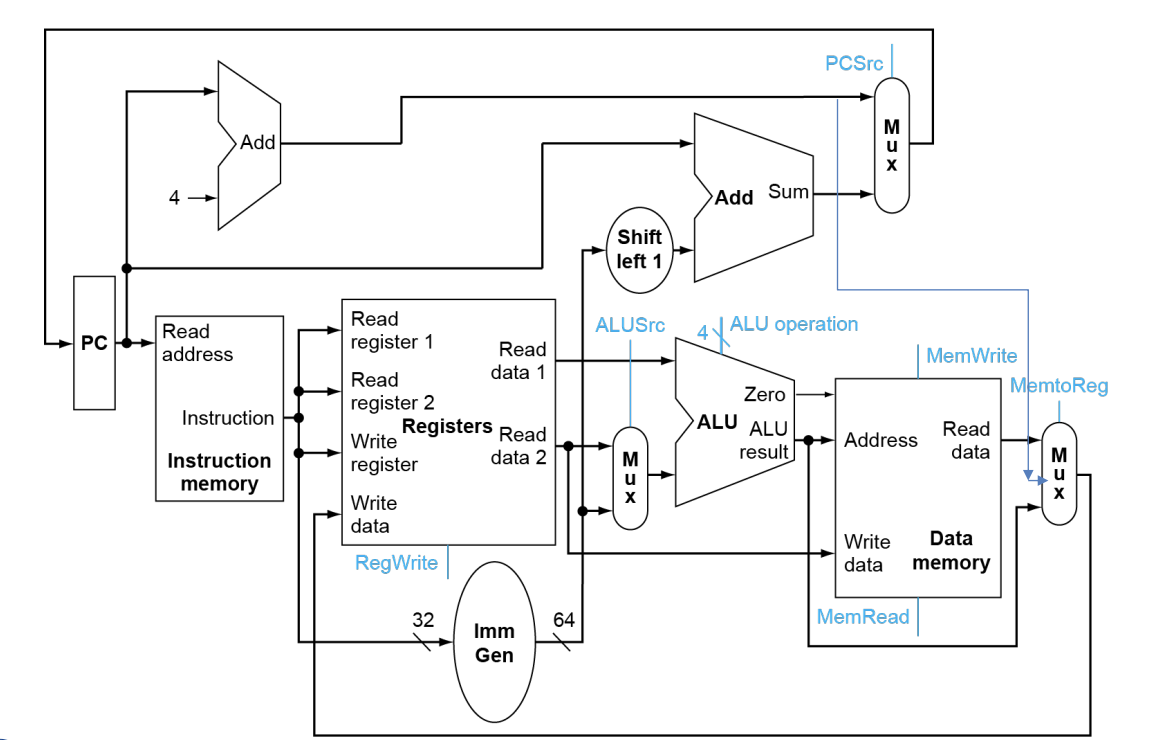 PCSrc
M
u
x
Add
4
Add
Sum
Shift
left 1
PC
Read
address
Instruction
Instruction
memory
Read
register 1
Read
register 2
Write
register
Write
data
Registers
Read
data 1
Read
data 2
RegWrite
ALUSrc
M
u
x
4
ALU operation
Zero
ALU
ALU
result
MemWrite
MemtoReg
Address
Read
data
Write
data
Data
memory
MemRead
M
u
x
32
Imm
Gen
64